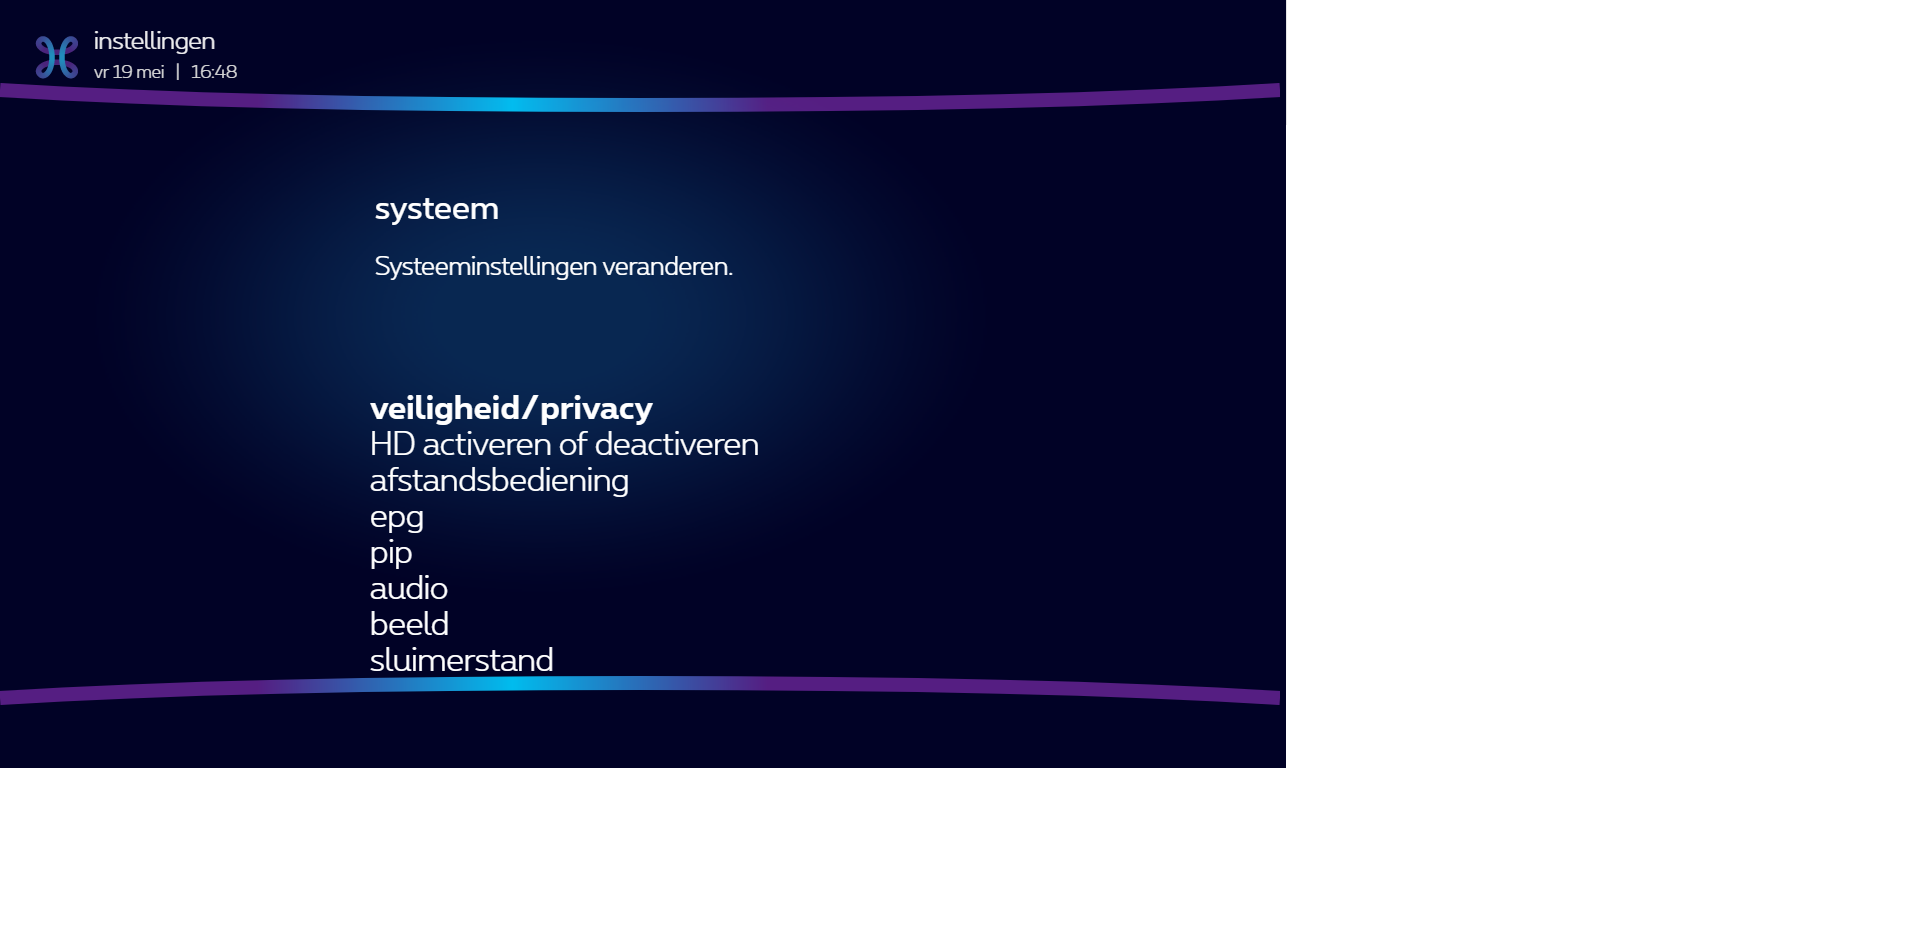 instellingen
vr 19 mei | 16:48
systeem
Systeeminstellingen veranderen.
veiligheid/privacy
HD activeren of deactiveren
afstandsbediening
epg
pip
audio
beeld
sluimerstand